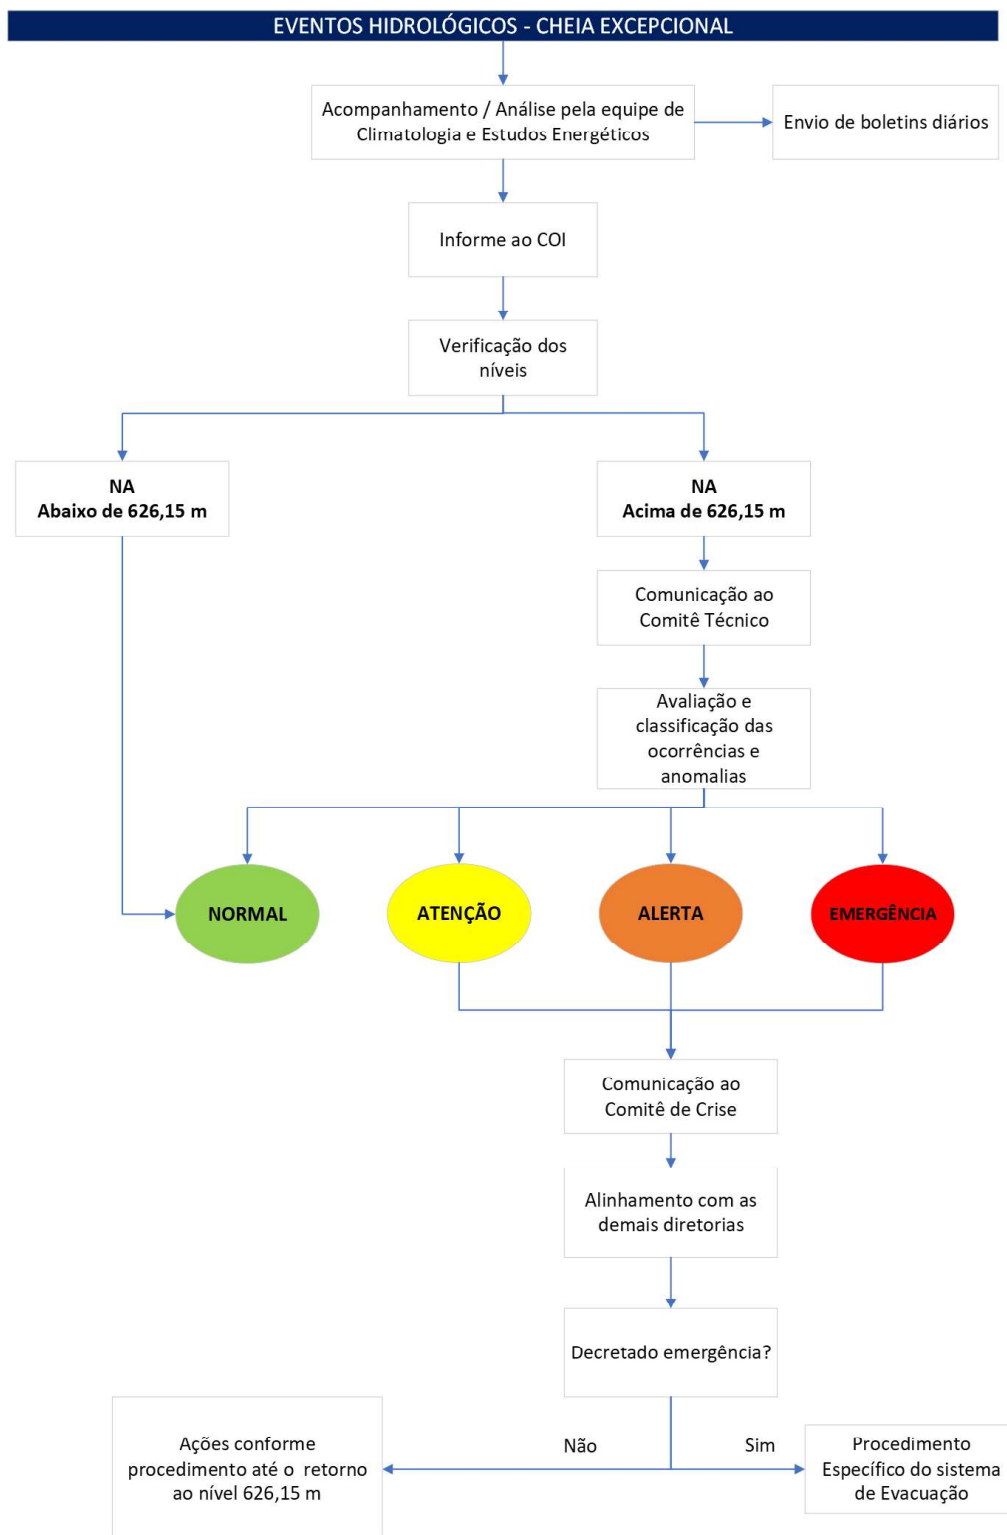 EVENTOS HIDROLÓGICOS - CHEIA EXCEPCIONAL
Acompanhamento / Análise pela equipe de
Climatologia e Estudos Energéticos
Envio de boletins diários
Informe ao COI
Verificação dos
níveis
NA
Abaixo de 626,15 m
NA
Acima de 626,15 m
Comunicação ao
Comitê Técnico
Avaliação e
classificação das
ocorrências e
anomalias
NORMAL
ATENÇÃO
ALERTA
EMERGÊNCIA
Comunicação ao
Comitê de Crise
Alinhamento com as
demais diretorias
Decretado emergência?
Não
Sim
Ações conforme
procedimento até o retorno
ao nível 626,15 m
Procedimento
Específico do sistema
de Evacuação